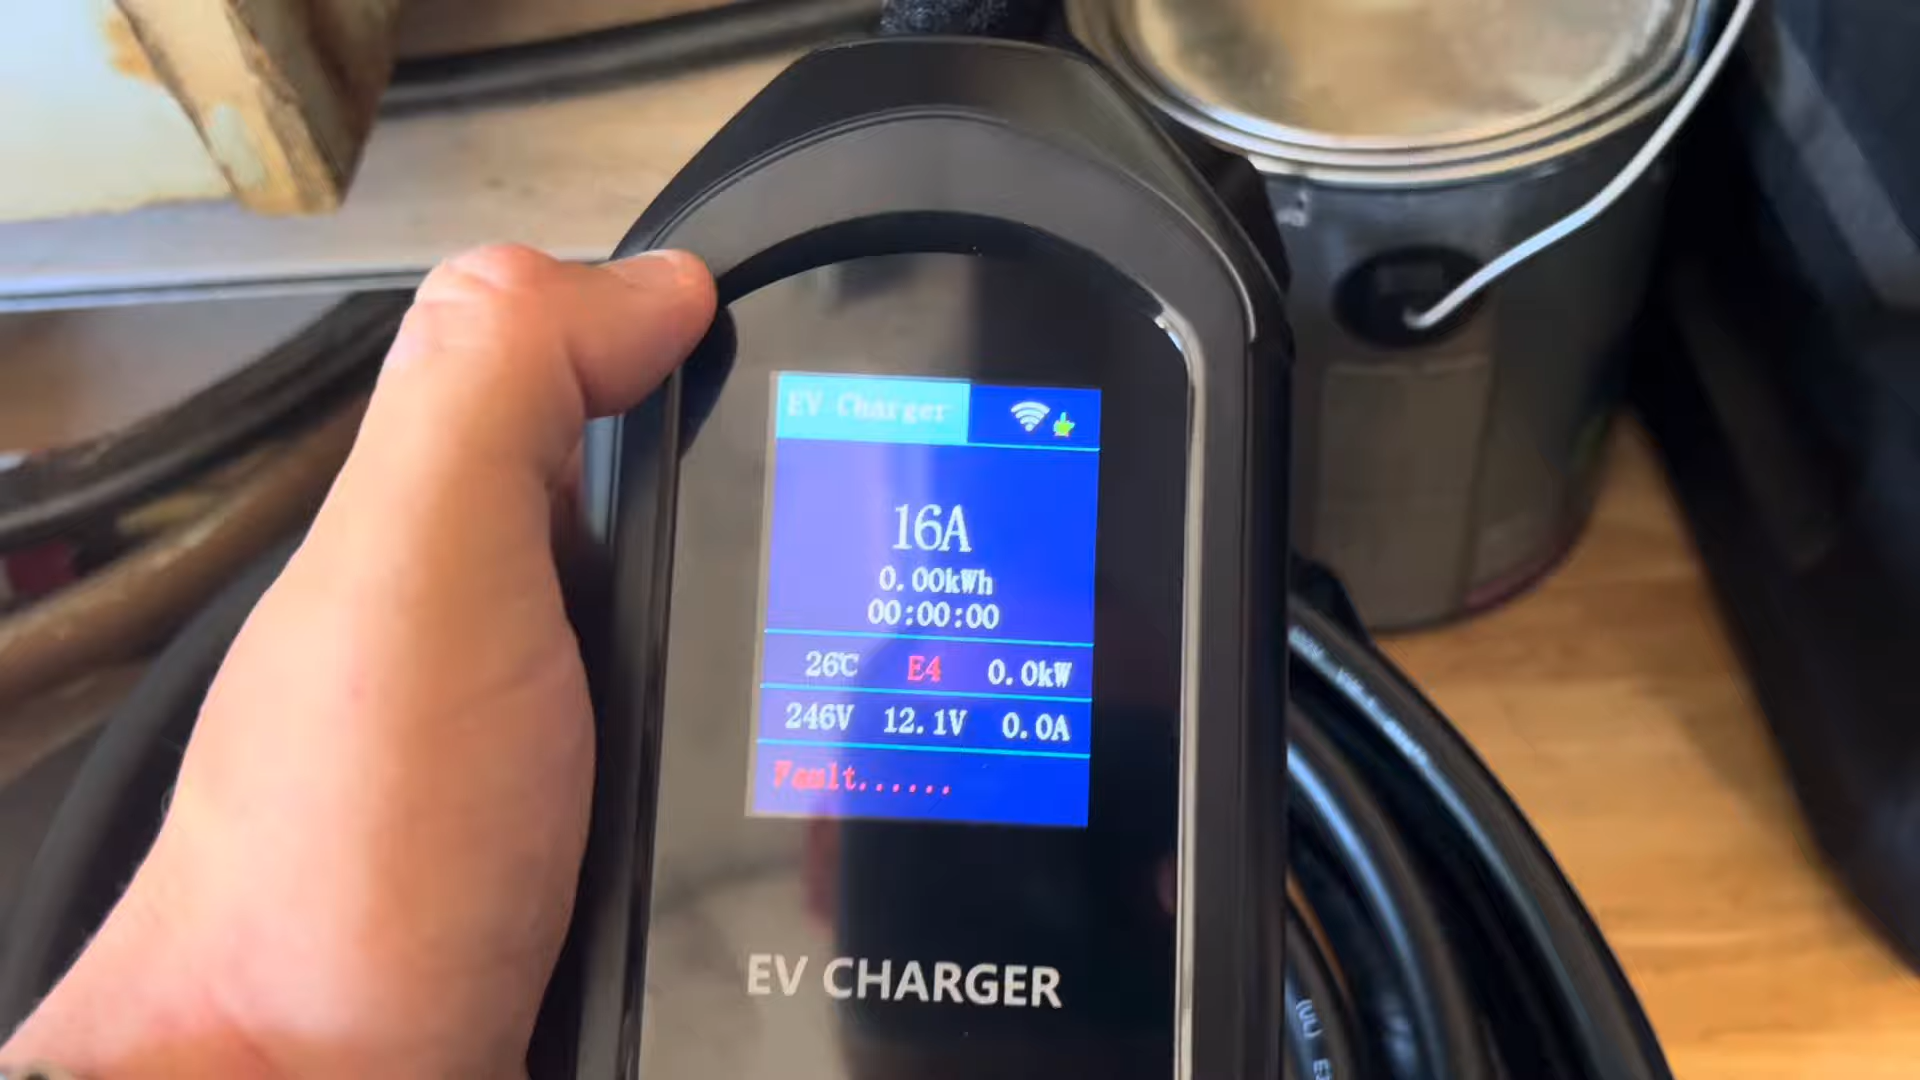 EV Charger
16A
0.00kWh
00:00:00
26℃ E4 0.0kW
246V 12.1V 0.0A
Fault......
EV CHARGER
(UL)